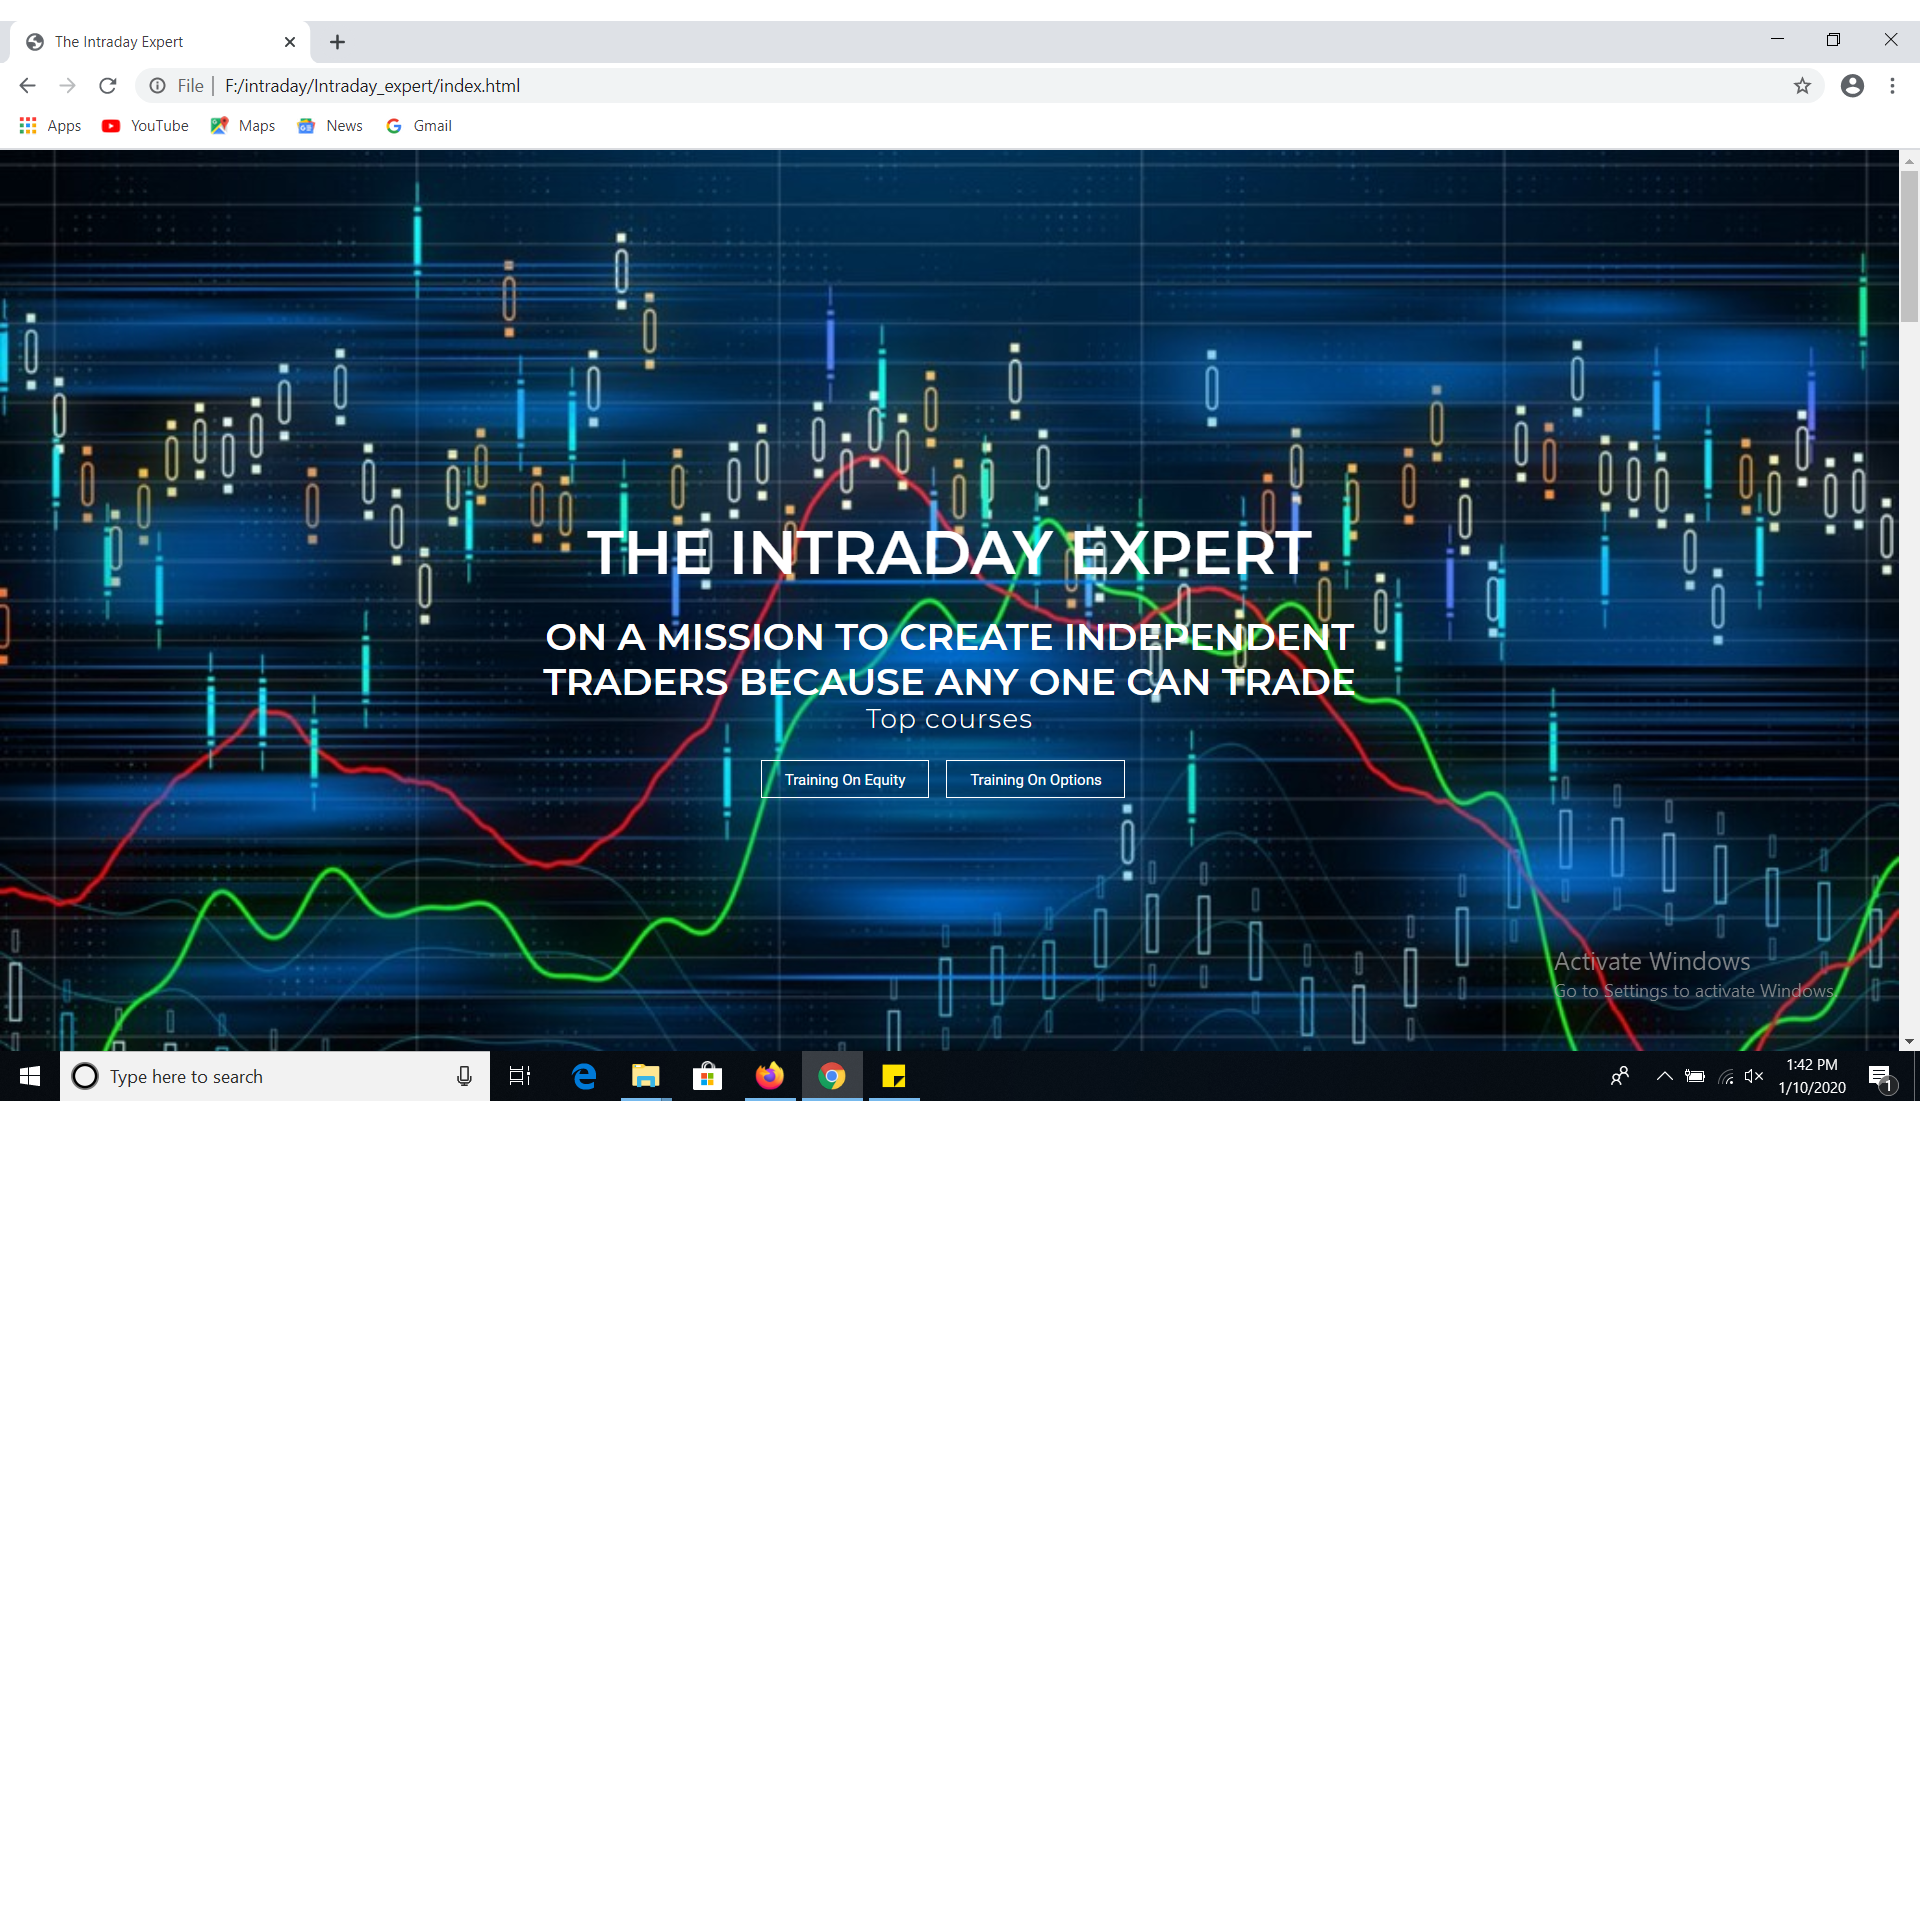 The Intraday Expert
File F:/intraday/Intraday_expert/index.html
Apps YouTube Maps News Gmail
THE INTRADAY EXPERT
ON A MISSION TO CREATE INDEPENDENT
TRADERS BECAUSE ANY ONE CAN TRADE
Top courses
Training On Equity Training On Options
Activate Windows
Go to Settings to activate Windows.
Type here to search
1:42 PM
1/10/2020
1